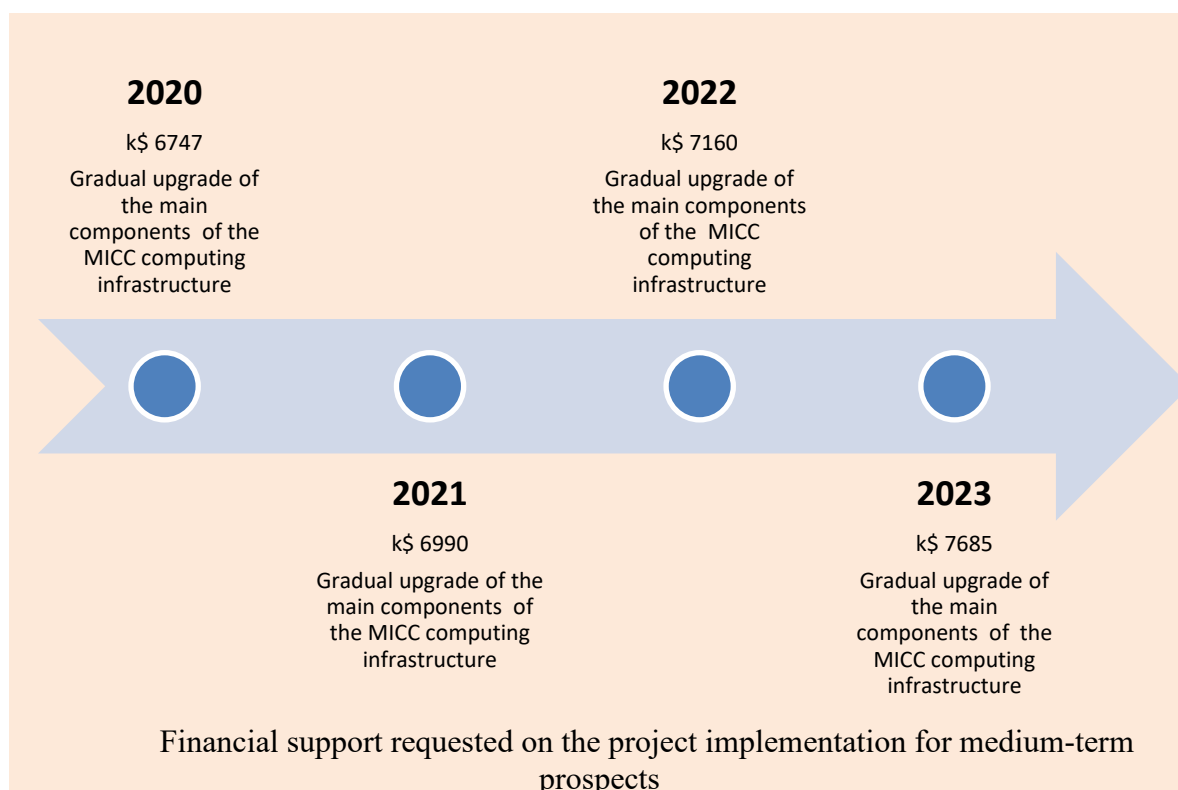 2020
k$ 6747
Gradual upgrade of
the main
components of the
MICC computing
infrastructure
2022
k$ 7160
Gradual upgrade of
the main components
of the MICC
computing
infrastructure
2021
k$ 6990
Gradual upgrade of the
main components of
the MICC computing
infrastructure
2023
k$ 7685
Gradual upgrade of
the main
components of the
MICC computing
infrastructure
Financial support requested on the project implementation for medium-term
prospects